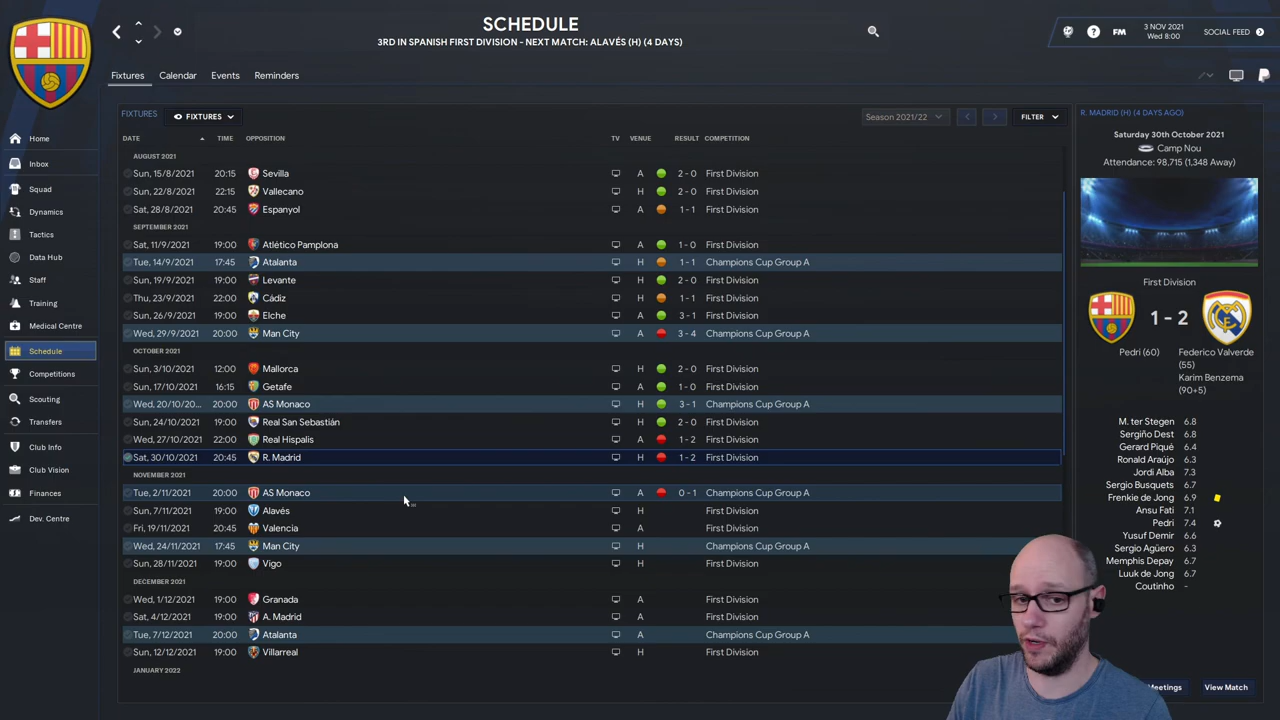 SCHEDULE
3RD IN SPANISH FIRST DIVISION - NEXT MATCH: ALAVÉS (H) (4 DAYS)
? FM 3 NOV 2021 Wed 8:00 SOCIAL FEED
Fixtures Calendar Events Reminders
Home
Inbox
Squad
Dynamics
Tactics
Data Hub
Staff
Training
Medical Centre
Schedule
Competitions
Scouting
Transfers
Club Info
Club Vision
Finances
Dev. Centre
FIXTURES FIXTURES Season 2021/22 FILTER
DATE TIME OPPOSITION TV VENUE RESULT COMPETITION
AUGUST 2021
Sun, 15/8/2021 20:15 Sevilla A 2 - 0 First Division
Sun, 22/8/2021 22:15 Vallecano H 2 - 0 First Division
Sat, 28/8/2021 20:45 Espanyol A 1 - 1 First Division
SEPTEMBER 2021
Sat, 11/9/2021 19:00 Atlético Pamplona A 1 - 0 First Division
Tue, 14/9/2021 17:45 Atalanta H 1 - 1 Champions Cup Group A
Sun, 19/9/2021 19:00 Levante H 2 - 0 First Division
Thu, 23/9/2021 22:00 Cádiz H 1 - 1 First Division
Sun, 26/9/2021 19:00 Elche A 3 - 1 First Division
Wed, 29/9/2021 20:00 Man City A 3 - 4 Champions Cup Group A
OCTOBER 2021
Sun, 3/10/2021 12:00 Mallorca H 2 - 0 First Division
Sun, 17/10/2021 16:15 Getafe A 1 - 0 First Division
Wed, 20/10/20... 20:00 AS Monaco H 3 - 1 Champions Cup Group A
Sun, 24/10/2021 19:00 Real San Sebastián H 2 - 0 First Division
Wed, 27/10/2021 22:00 Real Hispalis A 1 - 2 First Division
Sat, 30/10/2021 20:45 R. Madrid H 1 - 2 First Division
NOVEMBER 2021
Tue, 2/11/2021 20:00 AS Monaco A 0 - 1 Champions Cup Group A
Sun, 7/11/2021 19:00 Alavés H First Division
Fri, 19/11/2021 20:45 Valencia A First Division
Wed, 24/11/2021 17:45 Man City H Champions Cup Group A
Sun, 28/11/2021 19:00 Vigo H First Division
DECEMBER 2021
Wed, 1/12/2021 19:00 Granada A First Division
Sat, 4/12/2021 19:00 A. Madrid A First Division
Tue, 7/12/2021 20:00 Atalanta A Champions Cup Group A
Sun, 12/12/2021 19:00 Villarreal H First Division
JANUARY 2022
R. MADRID (H) (4 DAYS AGO)
Saturday 30th October 2021
Camp Nou
Attendance: 98,715 (1,348 Away)
First Division
1 - 2
Pedri (60)
Federico Valverde
(55)
Karim Benzema
(90+5)
M. ter Stegen 6.8
Sergiño Dest 6.8
Gerard Piqué 6.4
Ronald Araújo 6.7
Jordi Alba 7.3
Sergio Busquets 6.7
Frenkie de Jong 6.9
Ansu Fati 7.1
Pedri 7.4
Yusuf Demir 6.6
Sergio Agüero 6.3
Memphis Depay 6.7
Luuk de Jong 6.7
Coutinho -
Meetings View Match